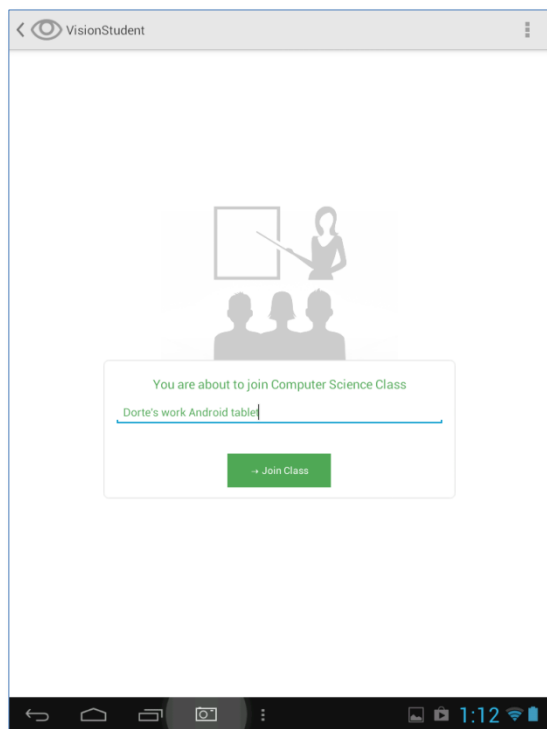 VisionStudent
You are about to join Computer Science Class
Dorte's work Android tablet
→ Join Class
1:12